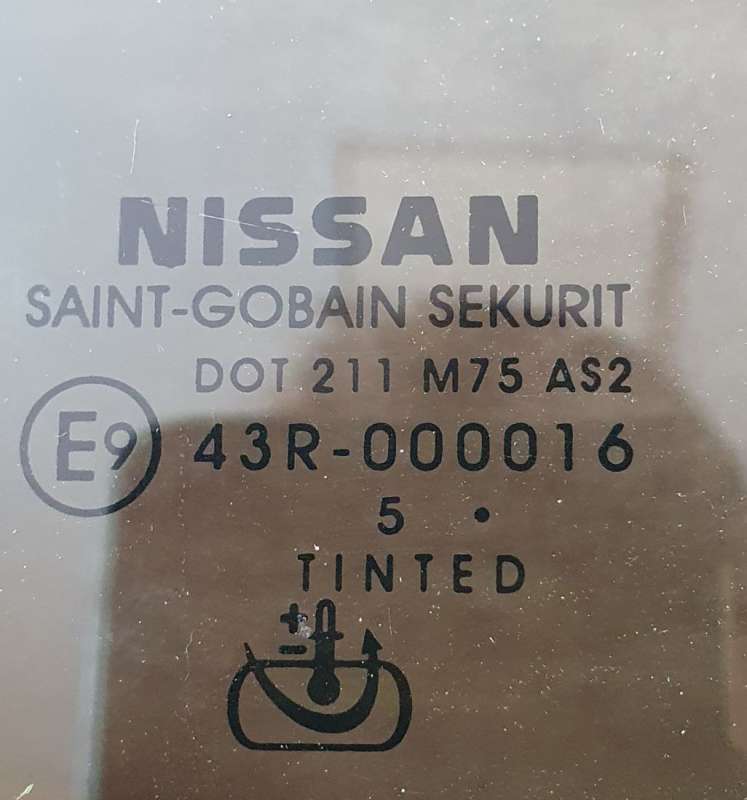 NISSAN
SAINT-GOBAIN SEKURIT
DOT 211 M75 AS2
E9 43R-000016
5 •
TINTED
+
-